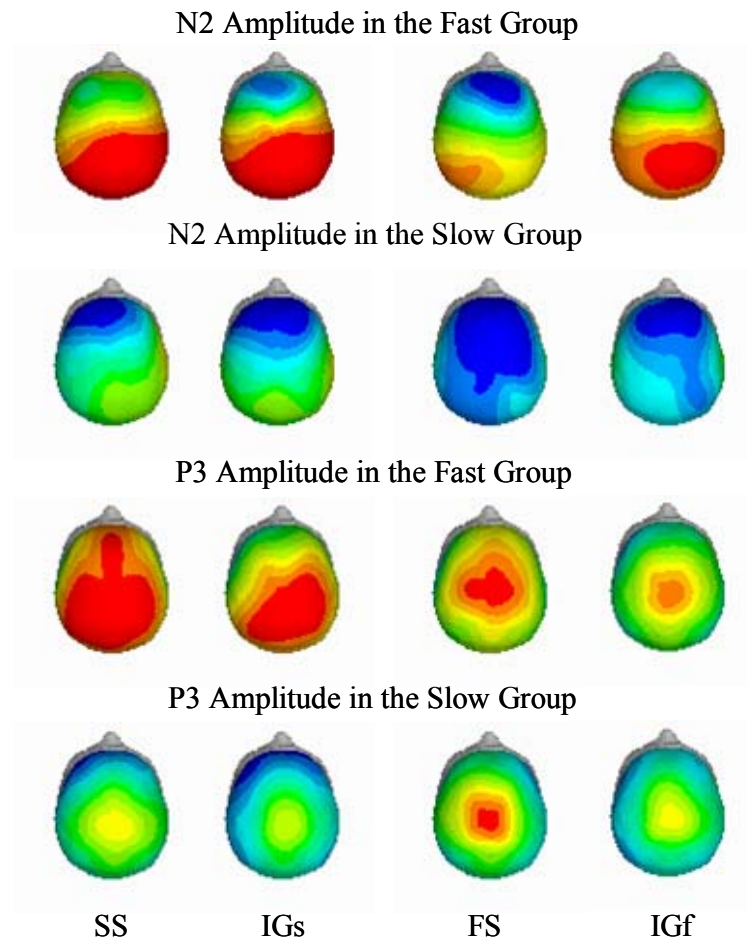 N2 Amplitude in the Fast Group
N2 Amplitude in the Slow Group
P3 Amplitude in the Fast Group
P3 Amplitude in the Slow Group
SS IGs FS IGf